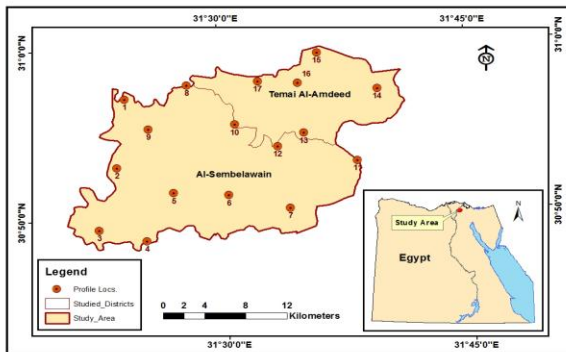 31°30'0"E
31°45'0"E
31°0'0"N
31°0'0"N
N
15
16
17
14
8
1
Temai Al-Amdeed
10
13
9
12
11
2
Al-Sembelawain
5
6
7
3
4
30°50'0"N
30°50'0"N
Legend
Profile Locs.
Studied_Districts
Study_Area
0 2 4 8 12
Kilometers
Study Area
N
Egypt
31°30'0"E
31°45'0"E